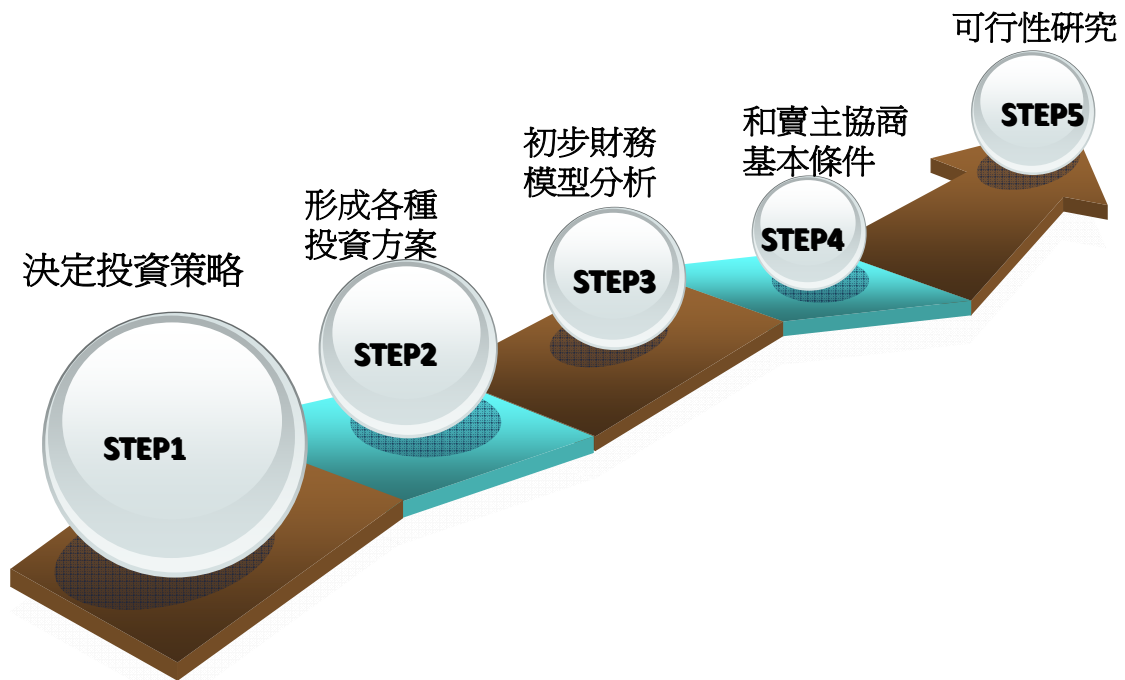 決定投資策略
STEP1
形成各種
投資方案
STEP2
初步財務
模型分析
STEP3
和賣主協商
基本條件
STEP4
可行性研究
STEP5